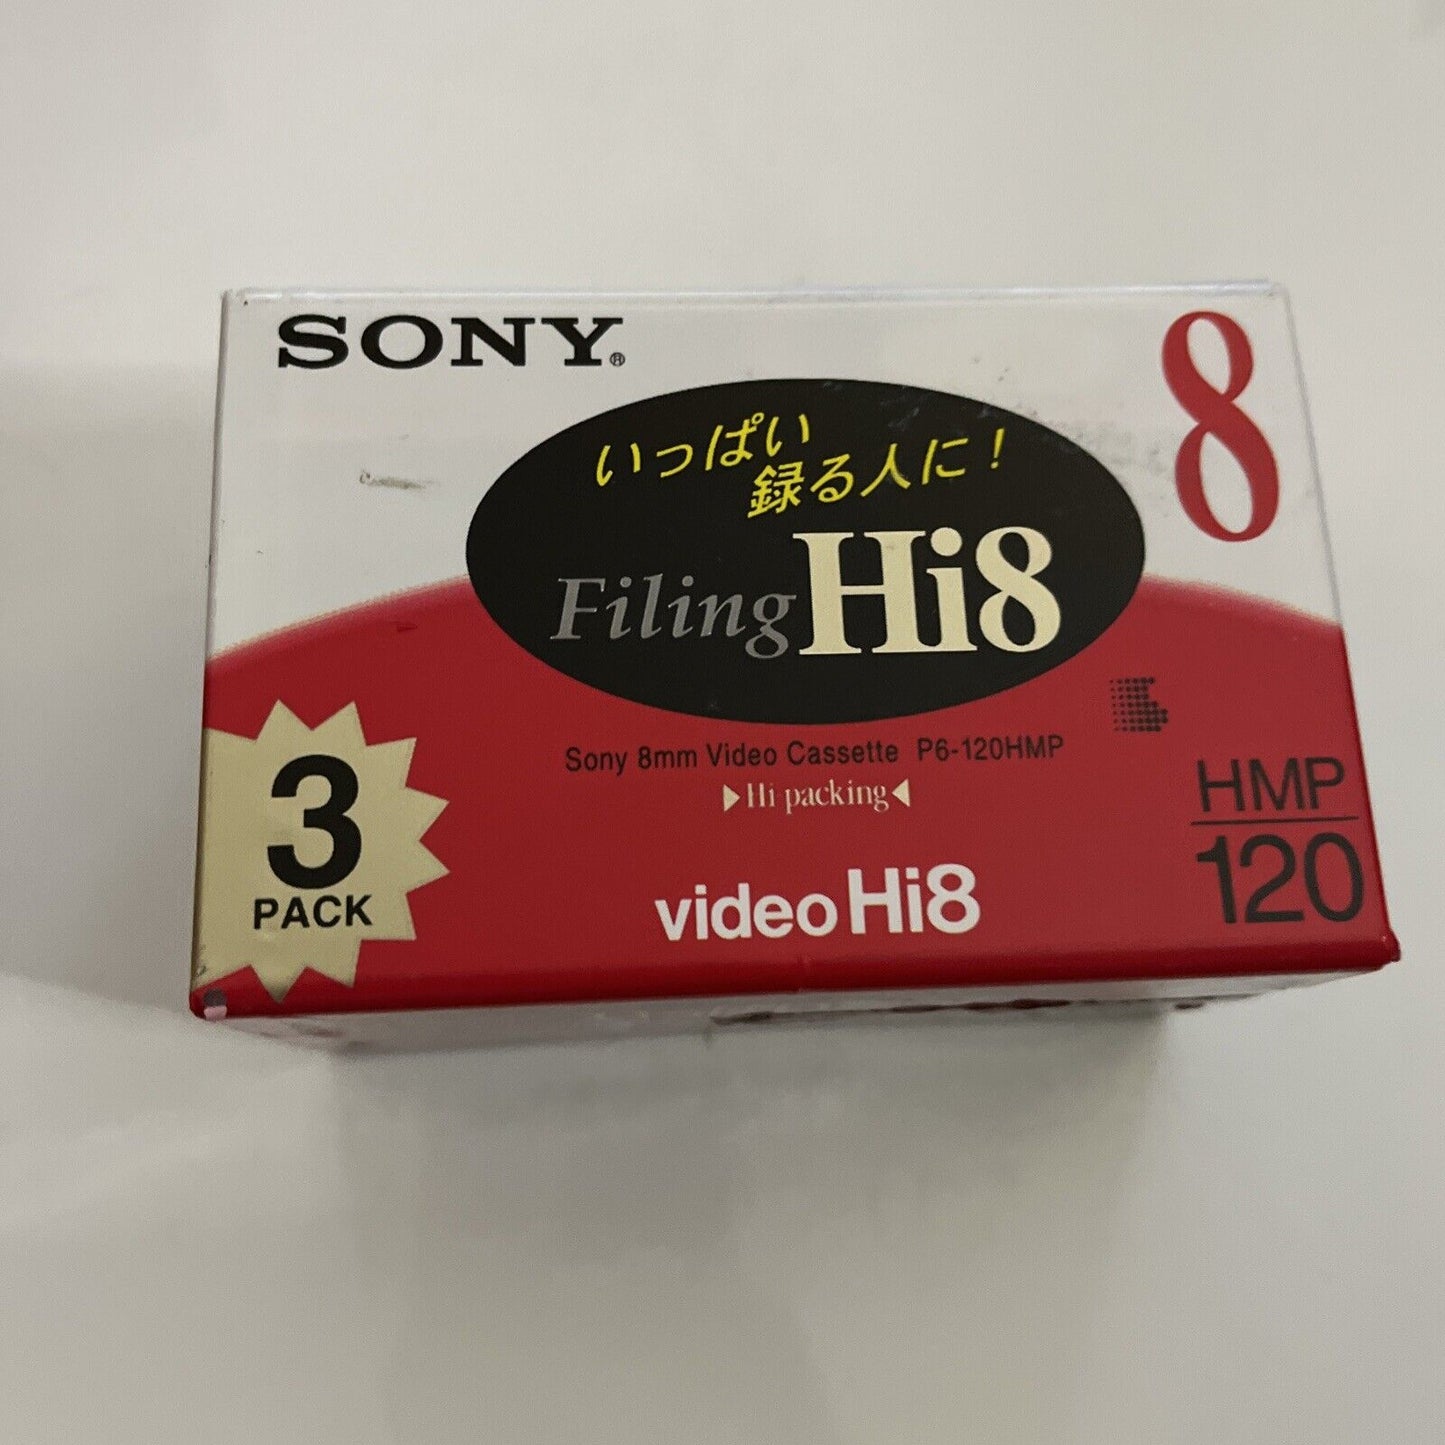 SONY®
8
いっぱい
録る人に！
Filing Hi8
Sony 8mm Video Cassette P6-120HMP
▶Hi packing◀
3
PACK
HMP
120
video Hi8